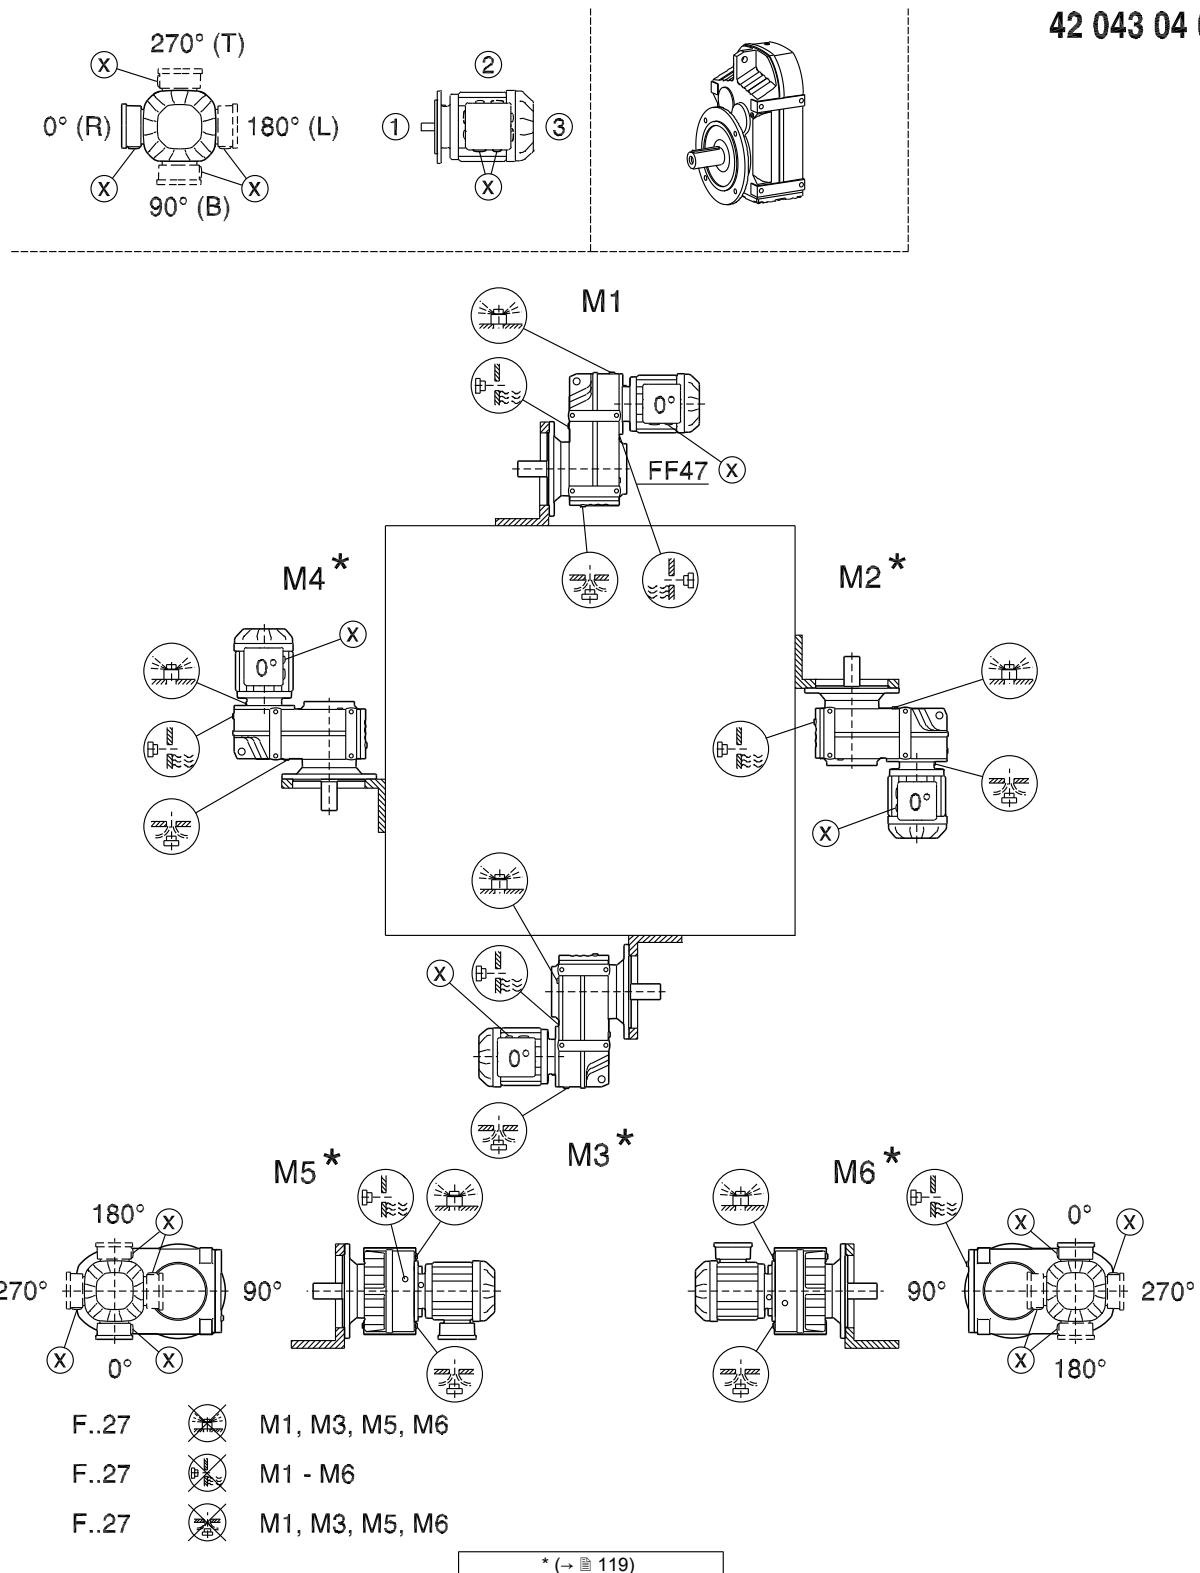 42 043 04 0
270° (T)
X
0° (R)
180° (L)
X
X
90° (B)
2
1
3
X
M1
0°
FF47
X
M4*
X
0°
M2*
0°
X
X
0°
M3*
M5*
180°
X
270°
90°
X
0°
X
M6*
X
0°
X
90°
270°
X
180°
F..27 M1, M3, M5, M6
F..27 M1 - M6
F..27 M1, M3, M5, M6
* (→ 119)